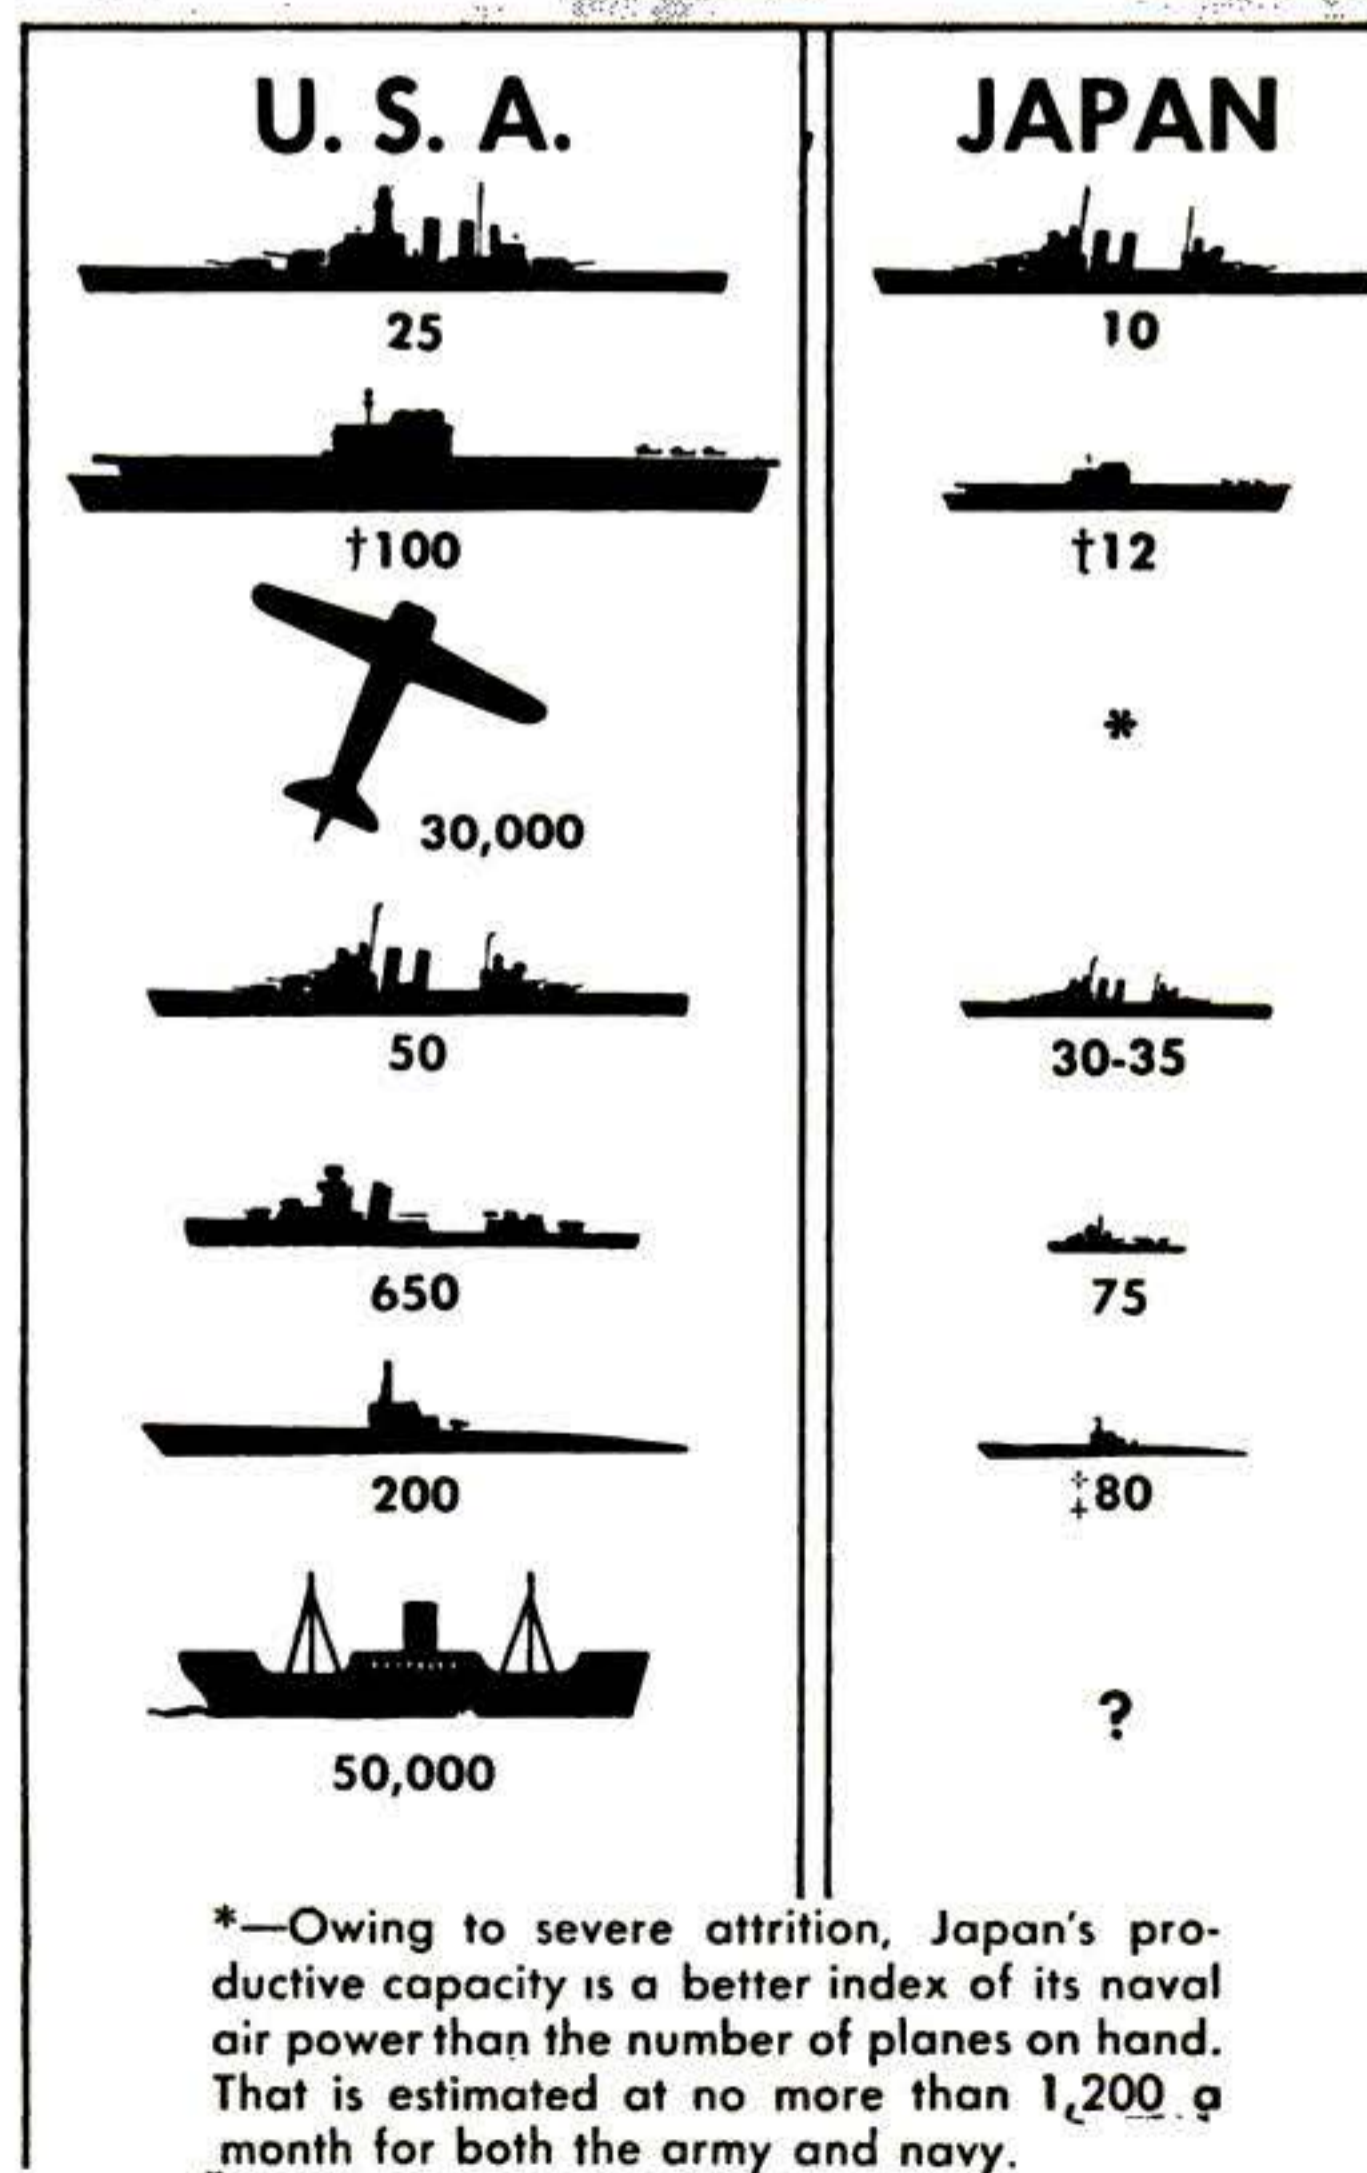 U. S. A. JAPAN
25 10
†100 †12
*
30,000
50 30-35
650 75
200 ‡80
?
50,000
*—Owing to severe attrition, Japan's pro-
ductive capacity is a better index of its naval
air power than the number of planes on hand.
That is estimated at no more than 1,200 a
month for both the army and navy.